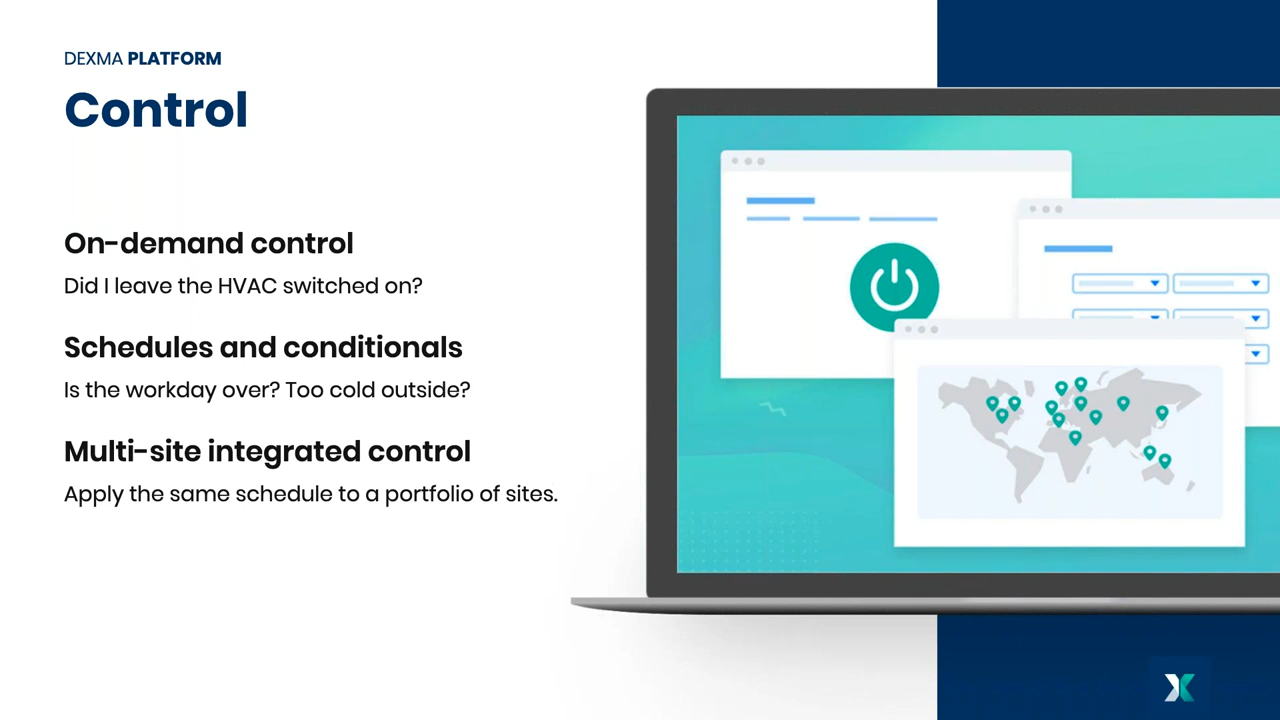 DEXMA PLATFORM
Control
On-demand control
Did I leave the HVAC switched on?
Schedules and conditionals
Is the workday over? Too cold outside?
Multi-site integrated control
Apply the same schedule to a portfolio of sites.